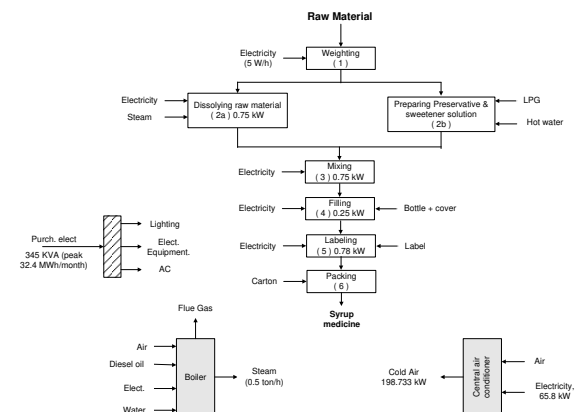 Raw Material
Electricity
(5 W/h)
Weighting
( 1 )
Electricity
Steam
Dissolying raw material
( 2a ) 0.75 kW
Preparing Preservative &
sweetener solution
( 2b )
LPG
Hot water
Electricity
Mixing
( 3 ) 0.75 kW
Electricity
Filling
( 4 ) 0.25 kW
Bottle + cover
Electricity
Labeling
( 5 ) 0.78 kW
Label
Carton
Packing
( 6 )
Syrup
medicine
Purch. elect
345 KVA (peak
32.4 MWh/month)
Lighting
Elect.
Equipment.
AC
Flue Gas
Air
Diesel oil
Elect.
Water
Boiler
Steam
(0.5 ton/h)
Cold Air
198.733 kW
Central air
conditioner
Air
Electricity,
65.8 kW